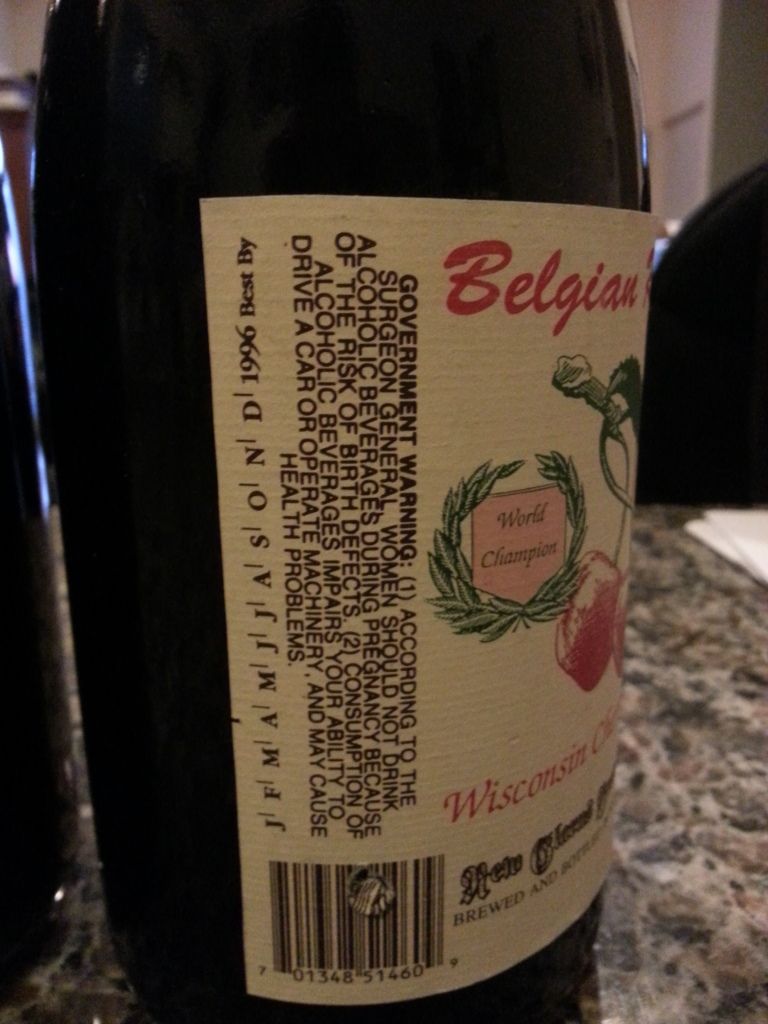 Belgian
World
Champion
Wisconsin
New Glarus
BREWED AND BOTTLED
GOVERNMENT WARNING: (1) ACCORDING TO THE
SURGEON GENERAL, WOMEN SHOULD NOT DRINK
ALCOHOLIC BEVERAGES DURING PREGNANCY BECAUSE
OF THE RISK OF BIRTH DEFECTS. (2) CONSUMPTION OF
ALCOHOLIC BEVERAGES IMPAIRS YOUR ABILITY TO
DRIVE A CAR OR OPERATE MACHINERY, AND MAY CAUSE
HEALTH PROBLEMS.
J | F | M | A | M | J | J | A | S | O | N | D | 1996 Best By
7 01348 51460 9